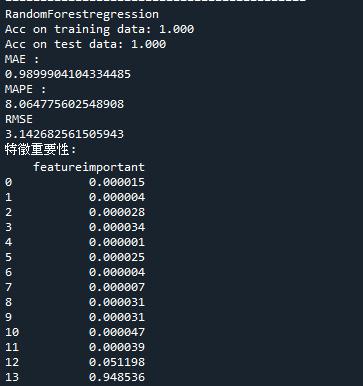 RandomForestregression
Acc on training data: 1.000
Acc on test data: 1.000
MAE :
0.9899904104334485
MAPE :
8.064775602548908
RMSE
3.142682561505943
特徵重要性:
featureimportant
0 0.000015
1 0.000004
2 0.000028
3 0.000034
4 0.000001
5 0.000025
6 0.000004
7 0.000007
8 0.000031
9 0.000031
10 0.000047
11 0.000039
12 0.051198
13 0.948536